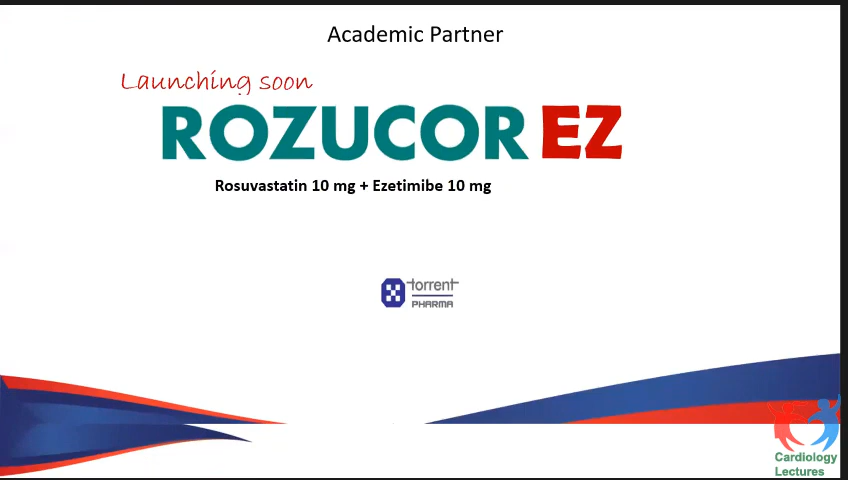 Academic Partner
Launching soon
ROZUCOR EZ
Rosuvastatin 10 mg + Ezetimibe 10 mg
torrent
PHARMA
Cardiology
Lectures